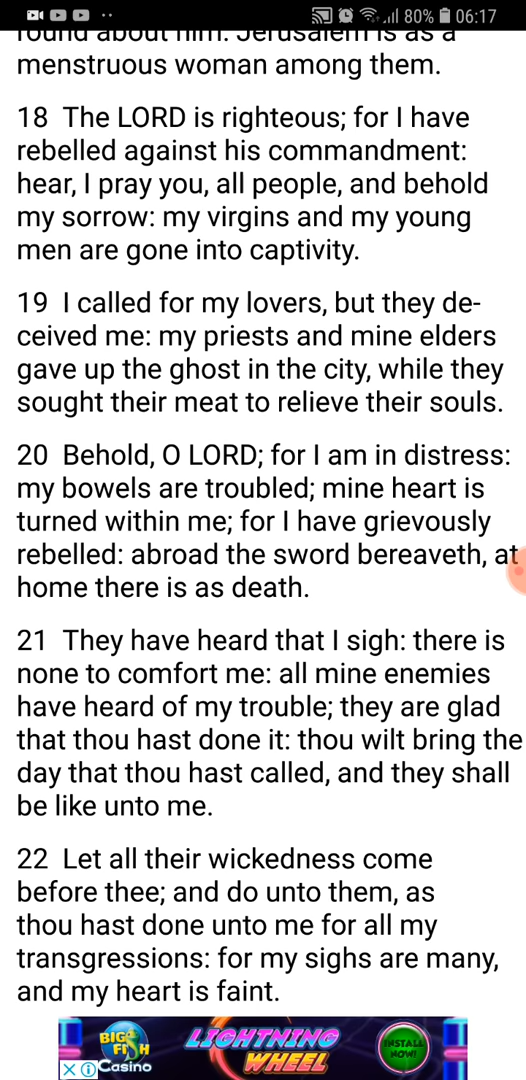 80% 06:17
round about him: Jerusalem is as a
menstruous woman among them.
18 The LORD is righteous; for I have
rebelled against his commandment:
hear, I pray you, all people, and behold
my sorrow: my virgins and my young
men are gone into captivity.
19 I called for my lovers, but they de-
ceived me: my priests and mine elders
gave up the ghost in the city, while they
sought their meat to relieve their souls.
20 Behold, O LORD; for I am in distress:
my bowels are troubled; mine heart is
turned within me; for I have grievously
rebelled: abroad the sword bereaveth, at
home there is as death.
21 They have heard that I sigh: there is
none to comfort me: all mine enemies
have heard of my trouble; they are glad
that thou hast done it: thou wilt bring the
day that thou hast called, and they shall
be like unto me.
22 Let all their wickedness come
before thee; and do unto them, as
thou hast done unto me for all my
transgressions: for my sighs are many,
and my heart is faint.
BIG
FISH
Casino
LIGHTNING
WHEEL
INSTALL
NOW!